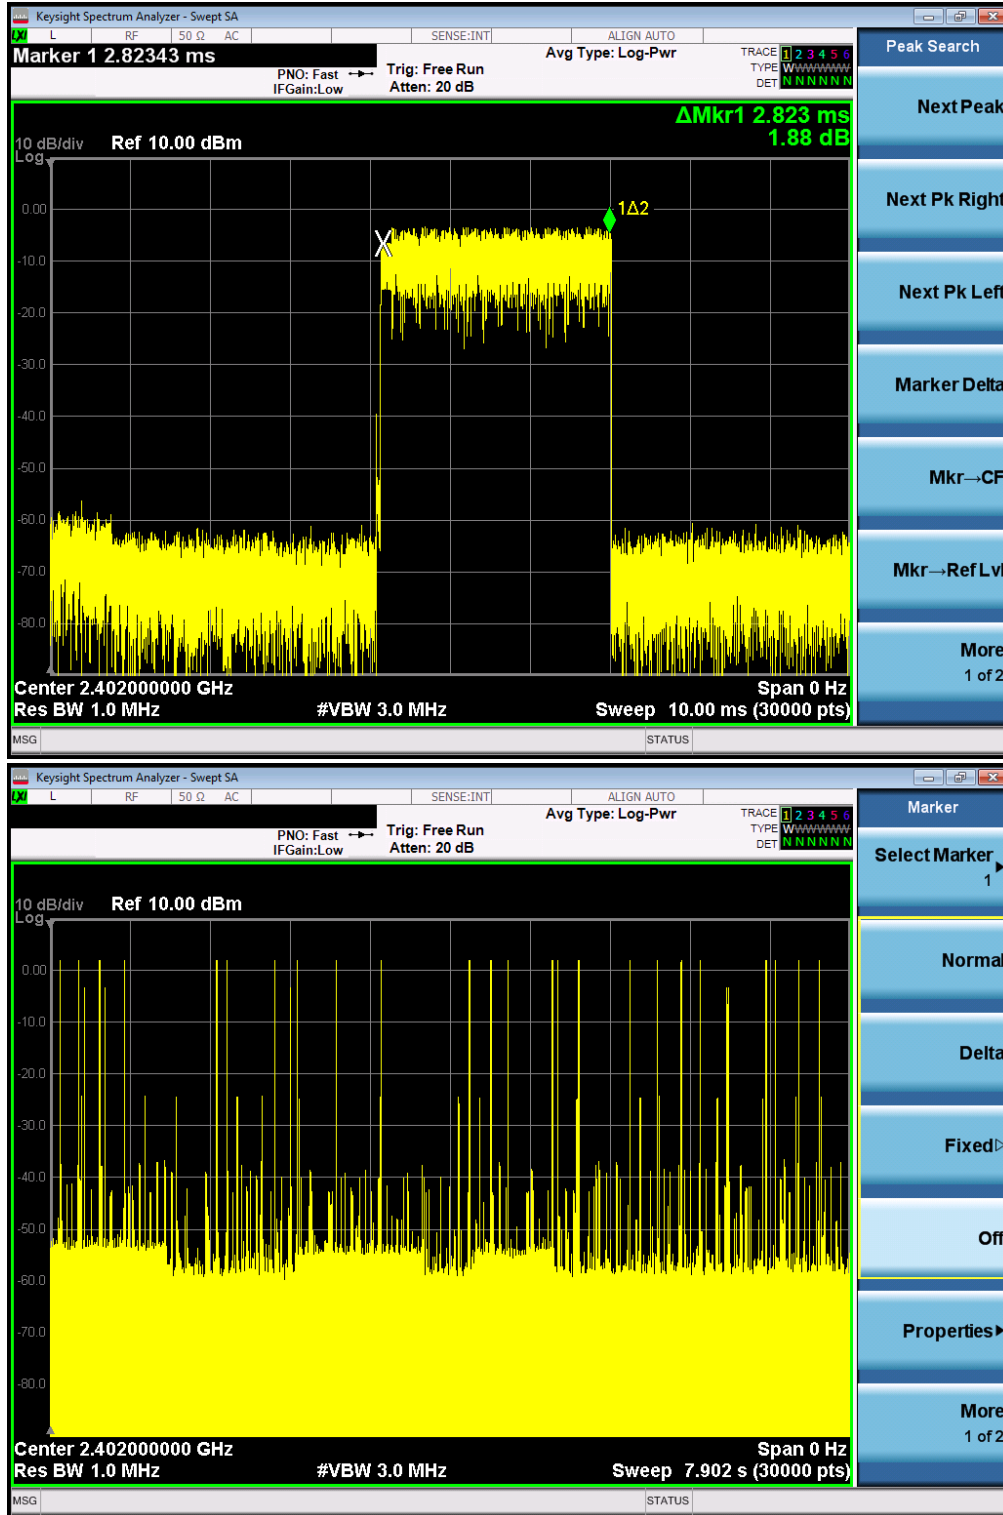 Keysight Spectrum Analyzer - Swept SA
LXI L RF 50 Ω AC SENSE:INT ALIGN AUTO
Marker 1 2.82343 ms
PNO: Fast
IFGain:Low
Trig: Free Run
Atten: 20 dB
Avg Type: Log-Pwr
TRACE 1 2 3 4 5 6
TYPE WWWWWW
DET N N N N N N
Peak Search
Next Peak
Next Pk Right
Next Pk Left
Marker Delta
Mkr→CF
Mkr→Ref Lvl
More
1 of 2
ΔMkr1 2.823 ms
1.88 dB
10 dB/div Ref 10.00 dBm
Log
1Δ2
X
0.00
-10.0
-20.0
-30.0
-40.0
-50.0
-60.0
-70.0
-80.0
Center 2.402000000 GHz Span 0 Hz
Res BW 1.0 MHz #VBW 3.0 MHz Sweep 10.00 ms (30000 pts)
MSG STATUS
Keysight Spectrum Analyzer - Swept SA
LXI L RF 50 Ω AC SENSE:INT ALIGN AUTO
PNO: Fast
IFGain:Low
Trig: Free Run
Atten: 20 dB
Avg Type: Log-Pwr
TRACE 1 2 3 4 5 6
TYPE WWWWWW
DET N N N N N N
Marker
Select Marker
1
Normal
Delta
Fixed
Off
Properties
More
1 of 2
10 dB/div Ref 10.00 dBm
Log
0.00
-10.0
-20.0
-30.0
-40.0
-50.0
-60.0
-70.0
-80.0
Center 2.402000000 GHz Span 0 Hz
Res BW 1.0 MHz #VBW 3.0 MHz Sweep 7.902 s (30000 pts)
MSG STATUS